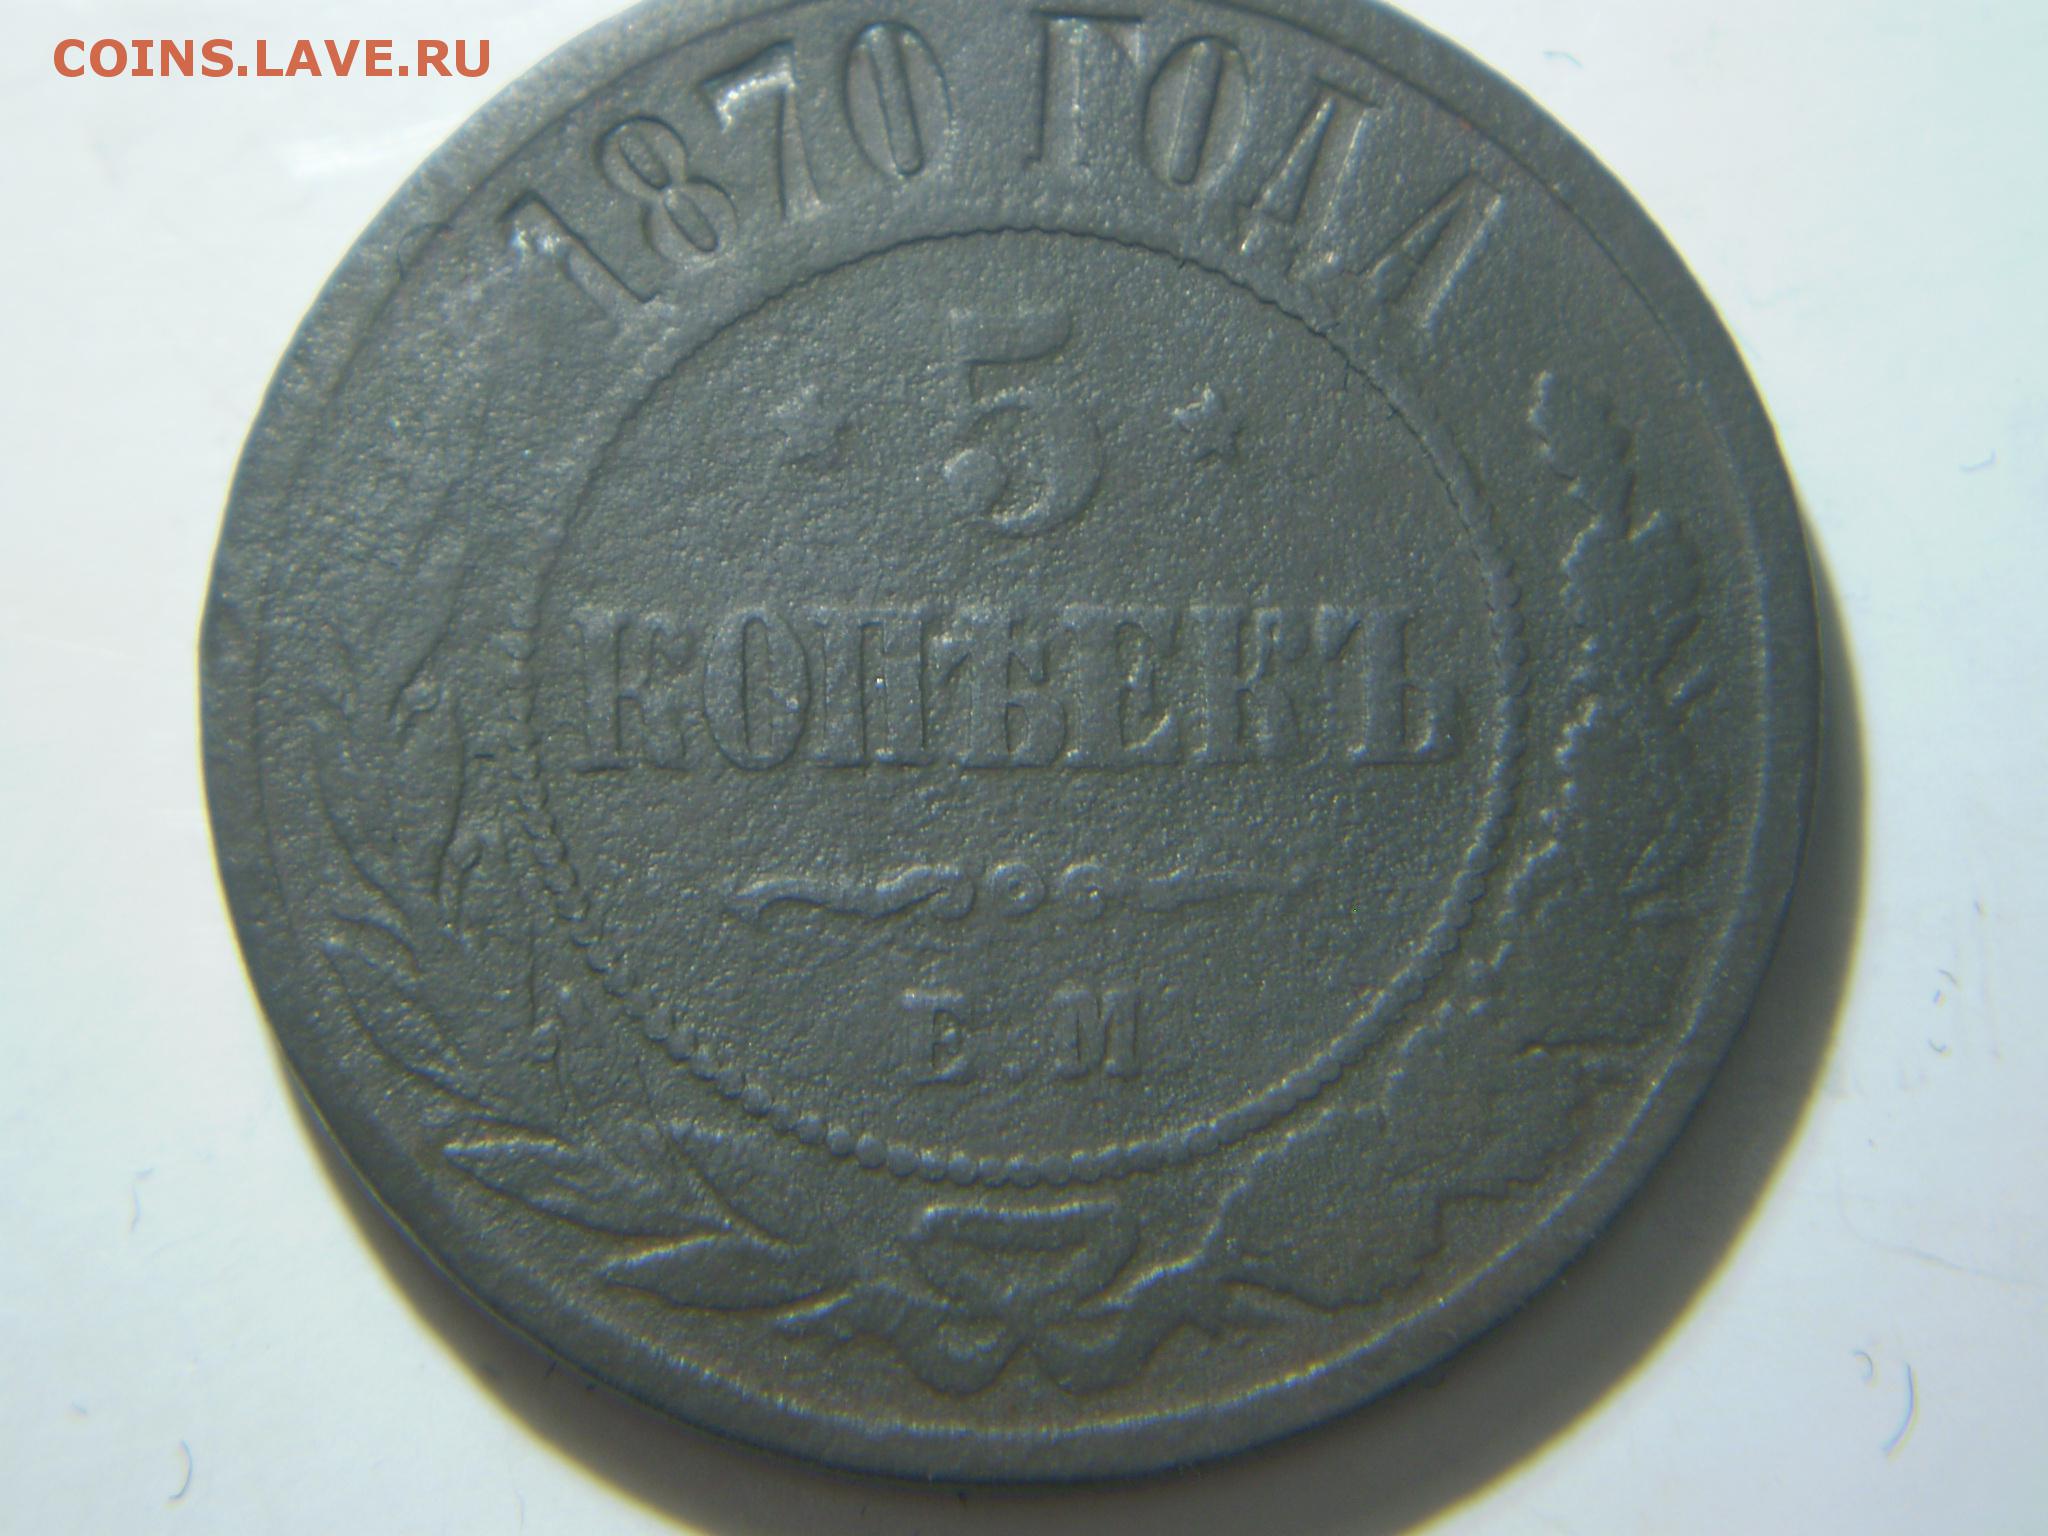 COINS.LAVE.RU
1870 ГОДА
5
КОПѢЕКЪ
Е.М